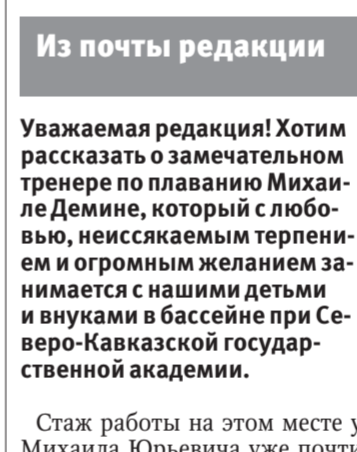 Из почты редакции
Уважаемая редакция! Хотим
рассказать о замечательном
тренере по плаванию Михаи-
ле Демине, который с любо-
вью, неиссякаемым терпени-
ем и огромным желанием за-
нимается с нашими детьми
и внуками в бассейне при Се-
веро-Кавказской государ-
ственной академии.
Стаж работы на этом месте у
Михаила Юрьевича уже почти